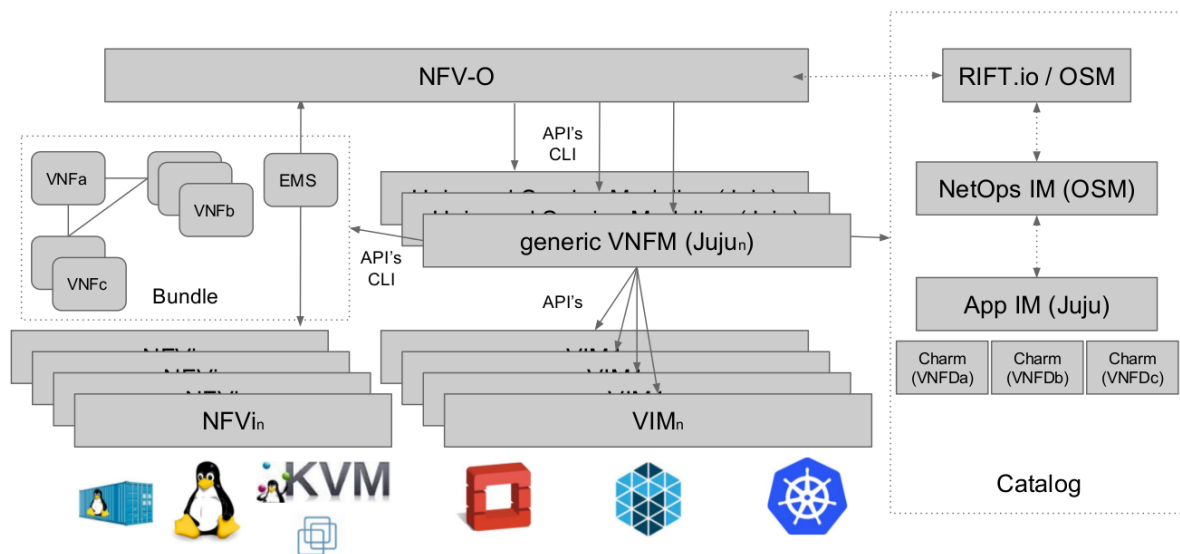 NFV-O
RIFT.io / OSM
API's
CLI
VNFa
VNFb
EMS
VNFc
Bundle
generic VNFM (Jujun)
API's
CLI
API's
NetOps IM (OSM)
App IM (Juju)
Charm
(VNFDa)
Charm
(VNFDb)
Charm
(VNFDc)
NFVin
VIMn
KVM
Catalog